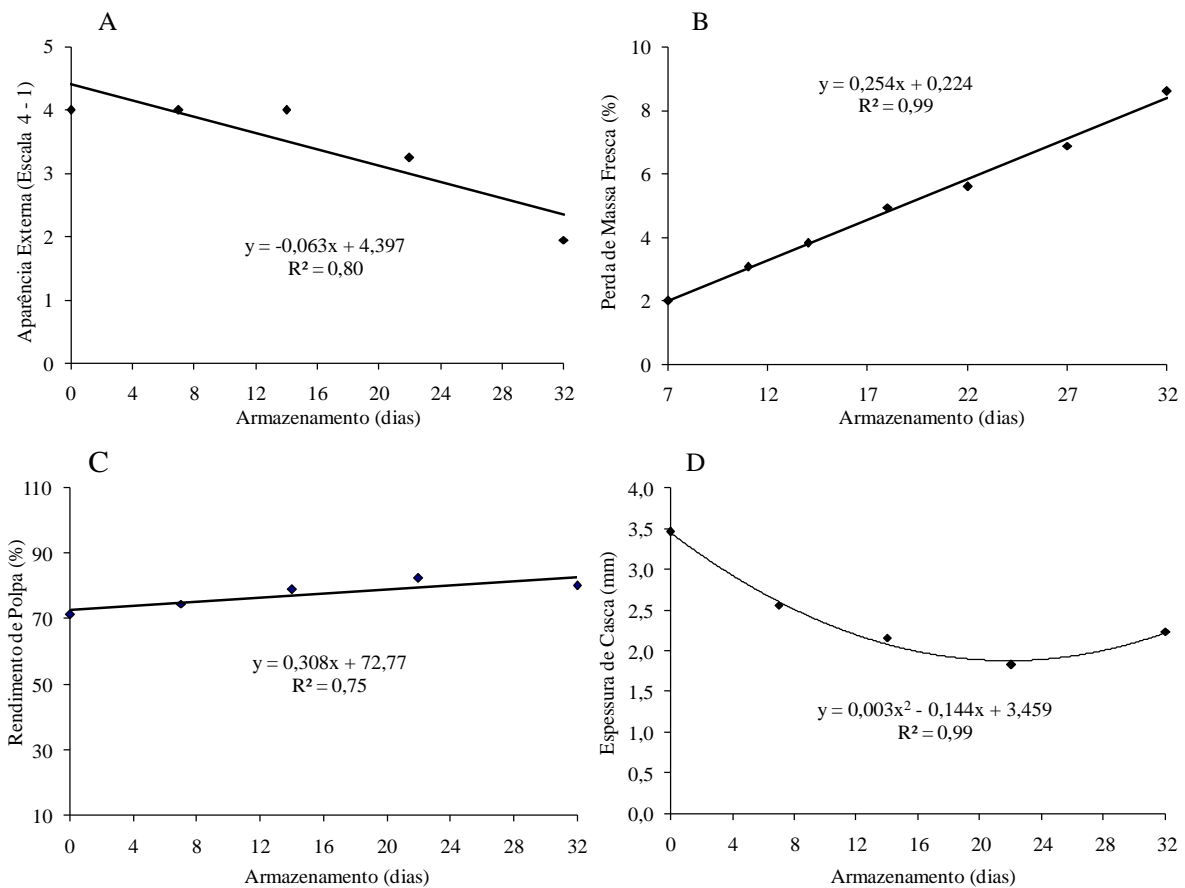 A
Aparência Externa (Escala 4 - 1)
5
4
3
2
1
0
y = -0,063x + 4,397
R² = 0,80
0 4 8 12 16 20 24 28 32
Armazenamento (dias)
B
Perda de Massa Fresca (%)
10
8
6
4
2
0
y = 0,254x + 0,224
R² = 0,99
7 12 17 22 27 32
Armazenamento (dias)
C
Rendimento de Polpa (%)
110
90
70
50
30
10
y = 0,308x + 72,77
R² = 0,75
0 4 8 12 16 20 24 28 32
Armazenamento (dias)
D
Espessura de Casca (mm)
4,0
3,5
3,0
2,5
2,0
1,5
1,0
0,5
0,0
y = 0,003x² - 0,144x + 3,459
R² = 0,99
0 4 8 12 16 20 24 28 32
Armazenamento (dias)